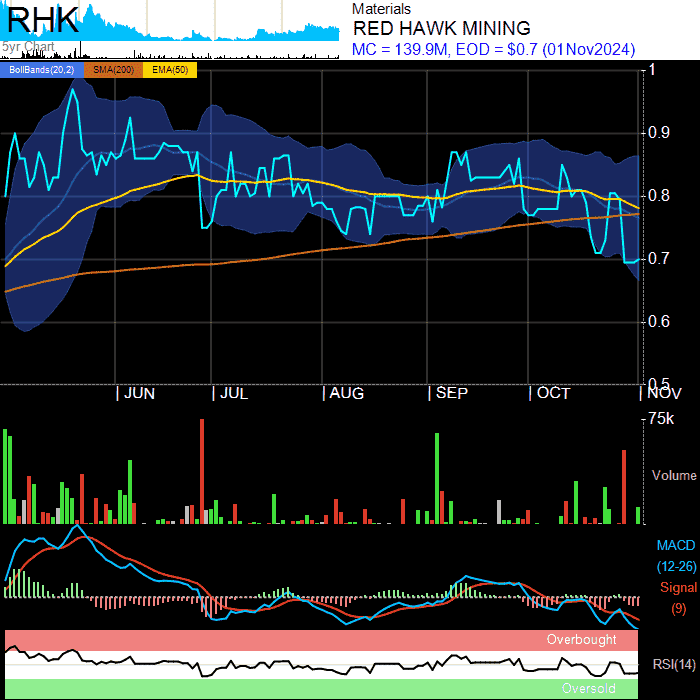 RHK
5yr Chart
Materials
RED HAWK MINING
MC = 139.9M, EOD = $0.7 (01Nov2024)
BollBands(20,2) SMA(200) EMA(50)
1
0.9
0.8
0.7
0.6
0.5
JUN JUL AUG SEP OCT NOV
75k
Volume
MACD
(12-26)
Signal
(9)
Overbought
RSI(14)
Oversold